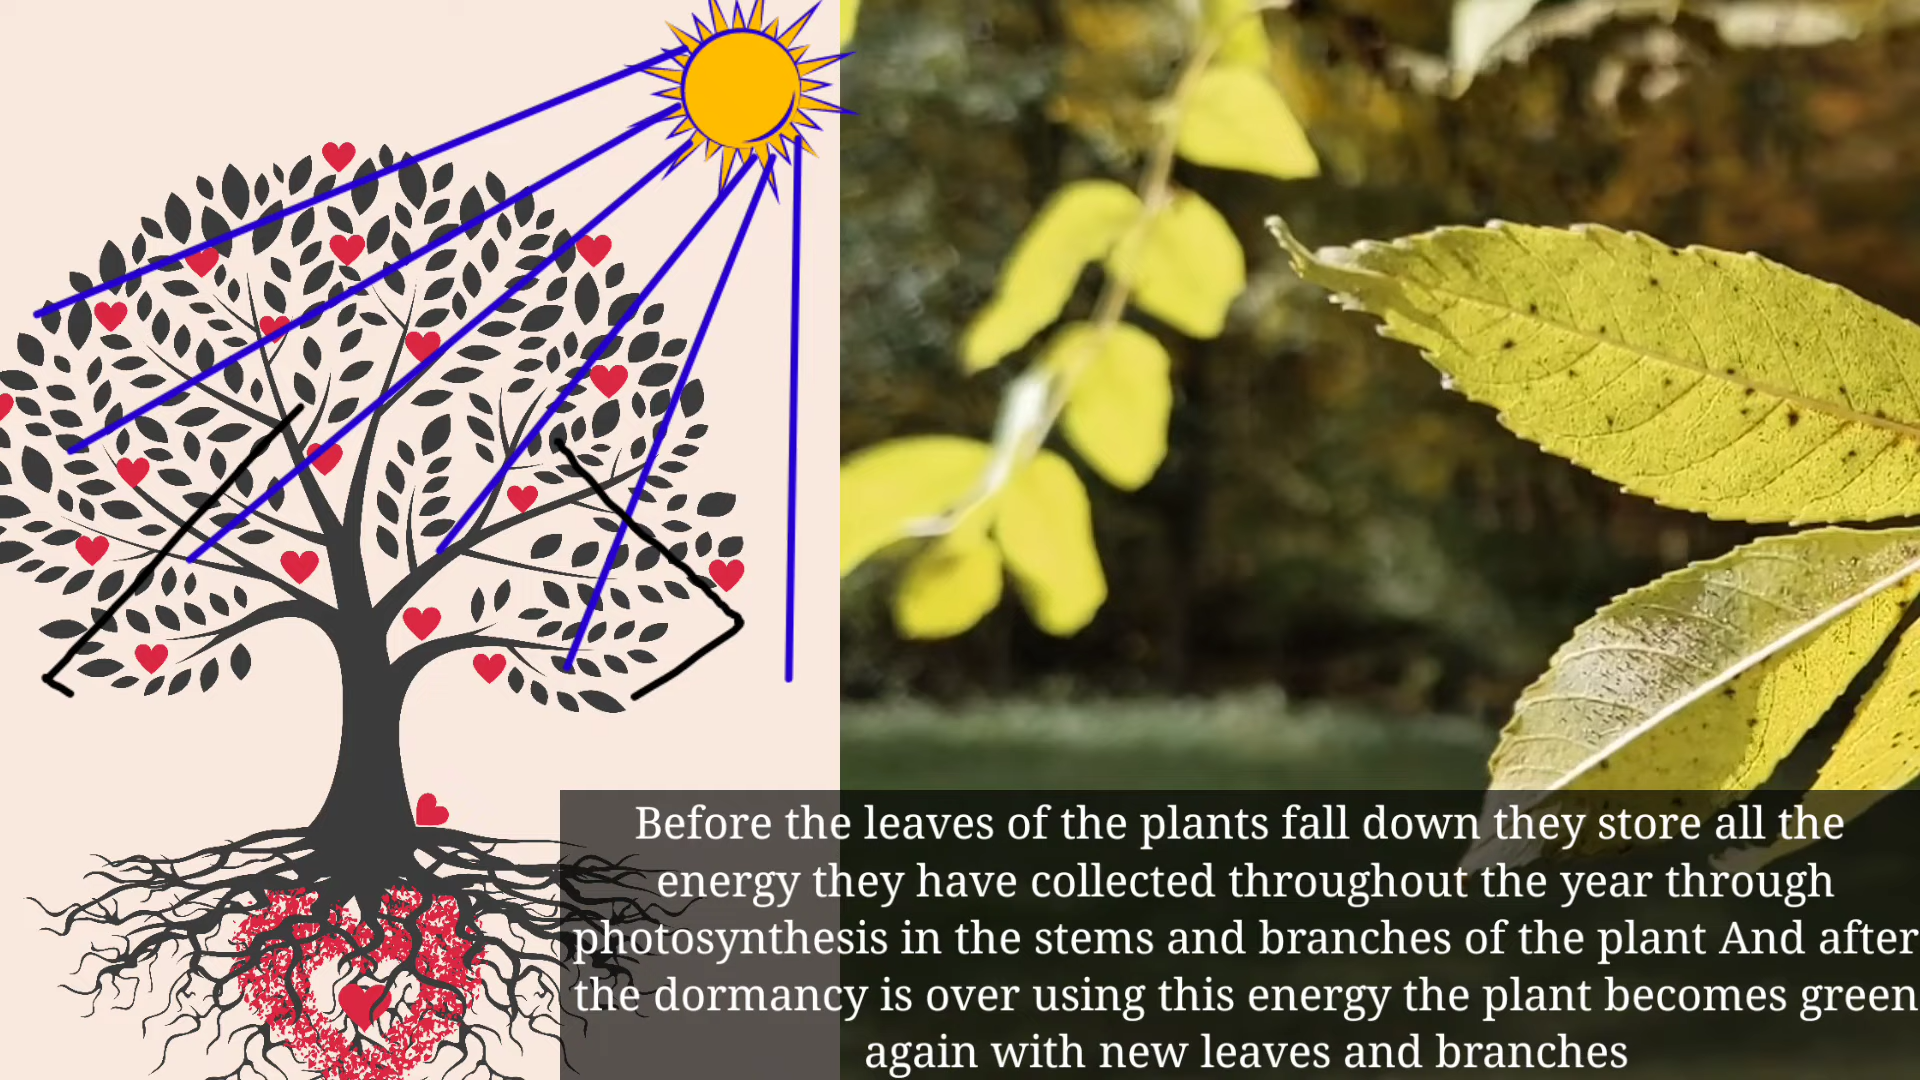 Before the leaves of the plants fall down they store all the
energy they have collected throughout the year through
photosynthesis in the stems and branches of the plant And after
the dormancy is over using this energy the plant becomes green
again with new leaves and branches